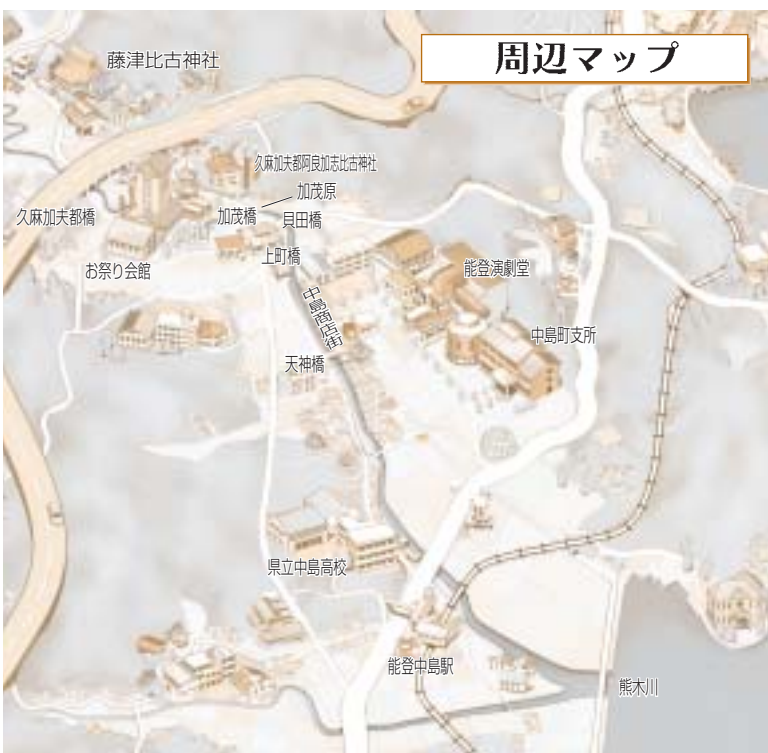 周辺マップ
藤津比古神社
久麻加夫都阿良加志比古神社
加茂原
久麻加夫都橋
加茂橋
貝田橋
上町橋
お祭り会館
能登演劇堂
中島商店街
中島町支所
天神橋
県立中島高校
能登中島駅
熊木川